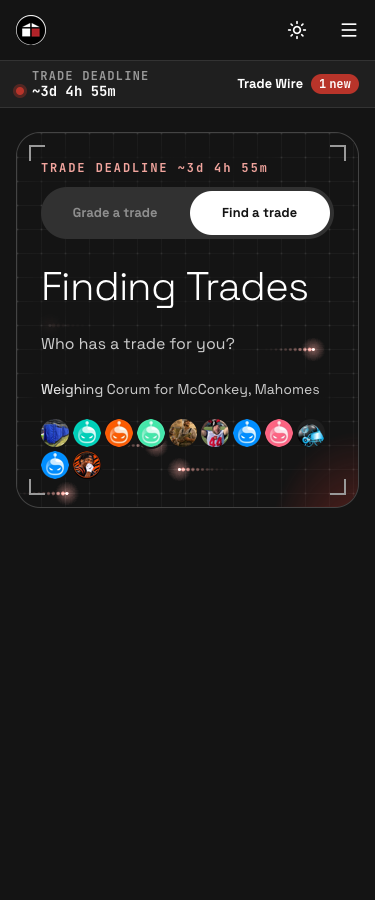 TRADE DEADLINE
~3d 4h 55m
Trade Wire
1 new
TRADE DEADLINE ~3d 4h 55m
Grade a trade
Find a trade
Finding Trades
Who has a trade for you?
Weighing Corum for McConkey, Mahomes